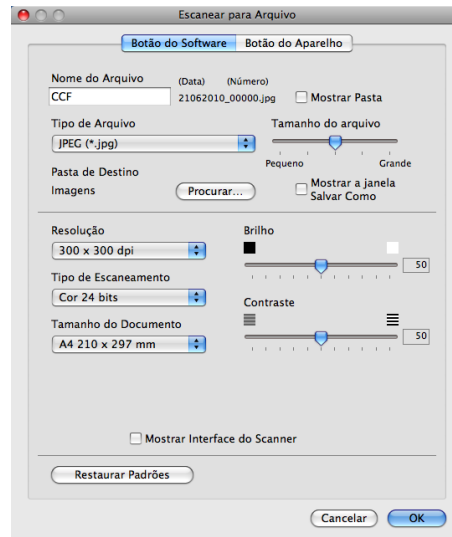 Escanear para Arquivo
Botão do Software Botão do Aparelho
Nome do Arquivo (Data) (Número)
CCF 21062010_00000.jpg Mostrar Pasta
Tipo de Arquivo Tamanho do arquivo
JPEG (*.jpg)
Pequeno Grande
Pasta de Destino
Imagens Procurar... Mostrar a janela
Salvar Como
Resolução Brilho
300 x 300 dpi
50
Tipo de Escaneamento
Cor 24 bits
Contraste
Tamanho do Documento
A4 210 x 297 mm 50
Mostrar Interface do Scanner
Restaurar Padrões
Cancelar OK